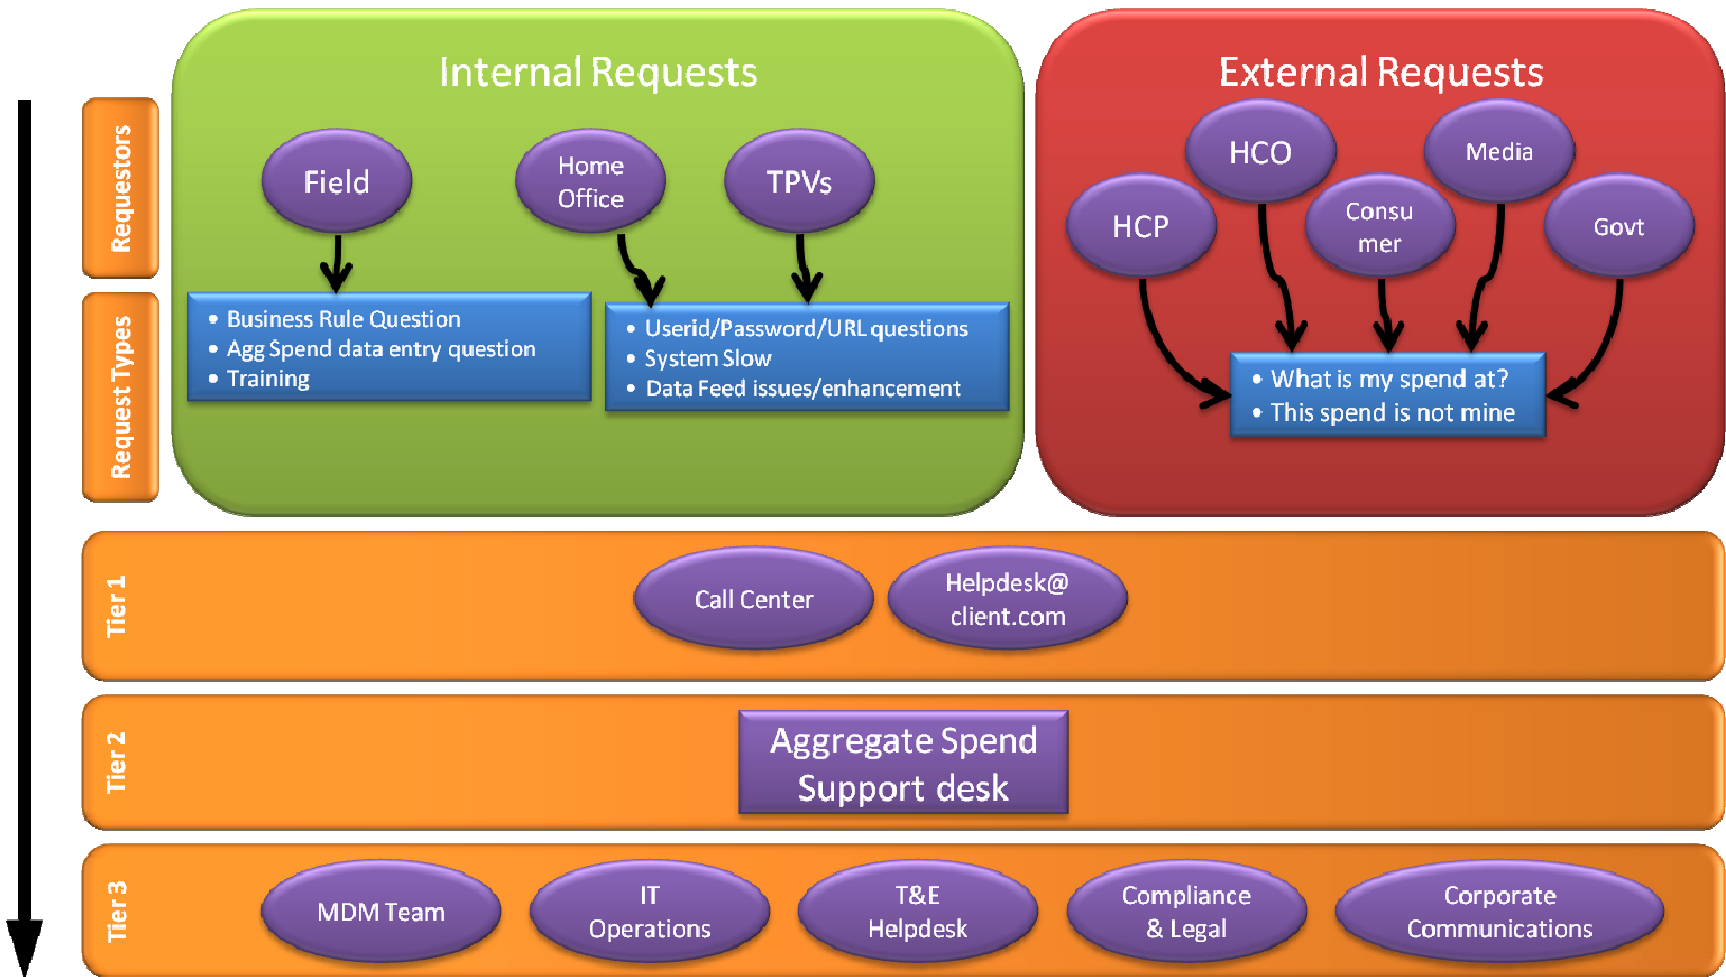 Internal Requests
External Requests
Requestors
Field
Home
Office
TPVs
HCP
HCO
Consu
mer
Media
Govt
Request Types
• Business Rule Question
• Agg Spend data entry question
• Training
• Userid/Password/URL questions
• System Slow
• Data Feed issues/enhancement
• What is my spend at?
• This spend is not mine
Tier 1
Call Center
Helpdesk@
client.com
Tier 2
Aggregate Spend
Support desk
Tier 3
MDM Team
IT
Operations
T&E
Helpdesk
Compliance
& Legal
Corporate
Communications